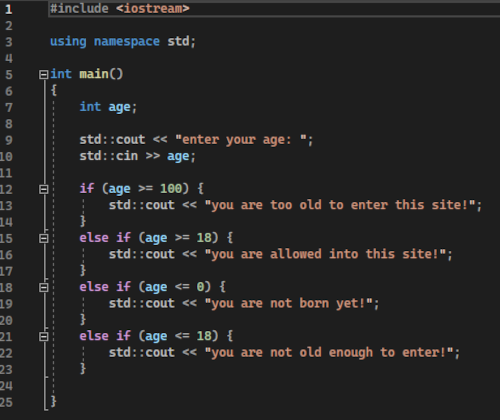 1 #include <iostream>
2
3 using namespace std;
4
5 int main()
6 {
7 int age;
8
9 std::cout << "enter your age: ";
10 std::cin >> age;
11
12 if (age >= 100) {
13 std::cout << "you are too old to enter this site!";
14 }
15 else if (age >= 18) {
16 std::cout << "you are allowed into this site!";
17 }
18 else if (age <= 0) {
19 std::cout << "you are not born yet!";
20 }
21 else if (age <= 18) {
22 std::cout << "you are not old enough to enter!";
23 }
24
25 }